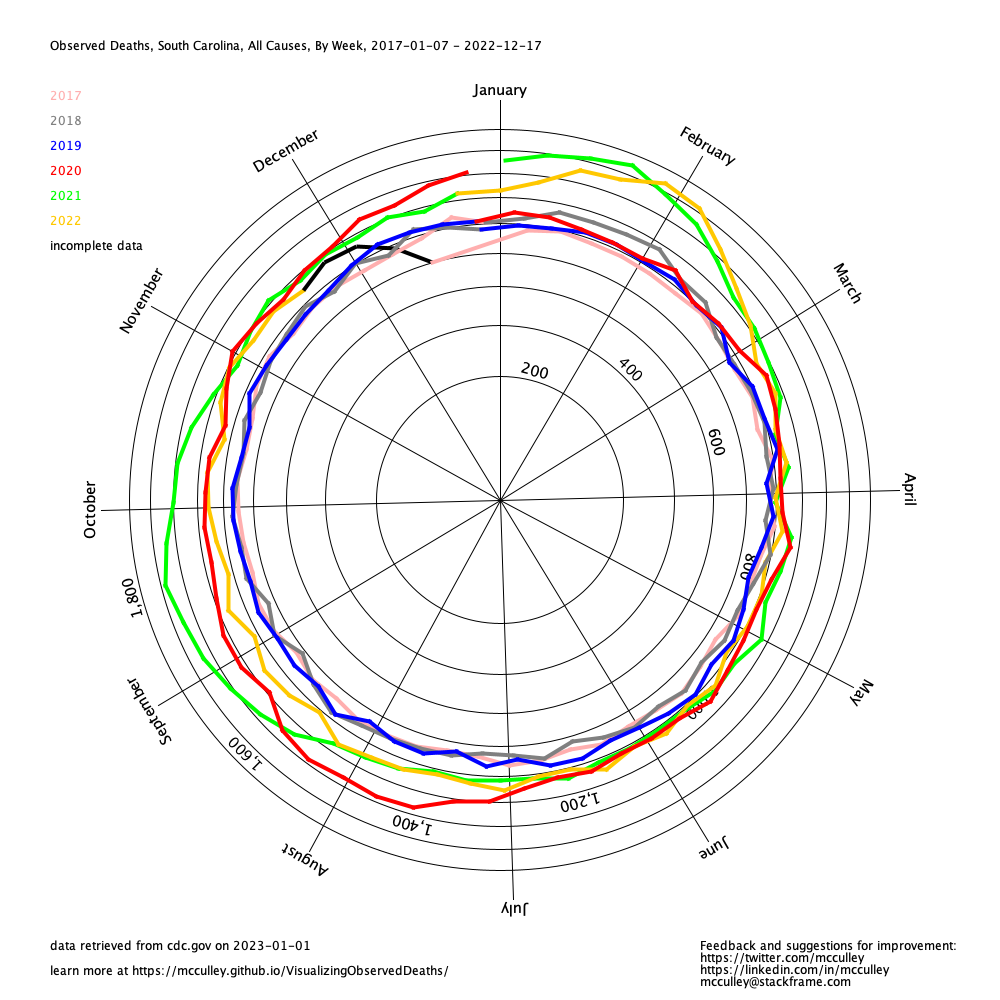 Observed Deaths, South Carolina, All Causes, By Week, 2017-01-07 - 2022-12-17
2017
2018
2019
2020
2021
2022
incomplete data
January
February
March
April
May
June
July
August
September
October
November
December
200
400
600
800
1,200
1,400
1,600
1,800
data retrieved from cdc.gov on 2023-01-01
learn more at https://mcculley.github.io/VisualizingObservedDeaths/
Feedback and suggestions for improvement:
https://twitter.com/mcculley
https://linkedin.com/in/mcculley
mcculley@stackframe.com